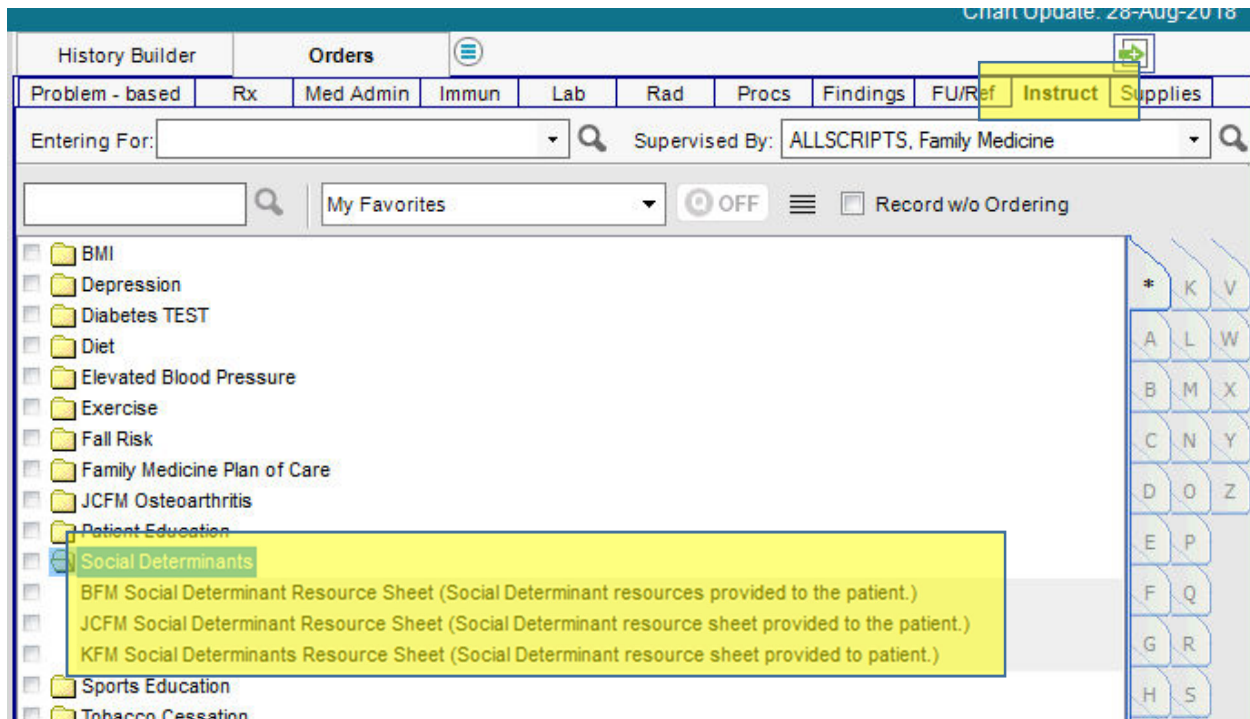 Chart Update: 28-Aug-2018
History Builder Orders
Problem - based Rx Med Admin Immun Lab Rad Procs Findings FU/Ref Instruct Supplies
Entering For: Supervised By: ALLSCRIPTS, Family Medicine
My Favorites OFF Record w/o Ordering
BMI
Depression
Diabetes TEST
Diet
Elevated Blood Pressure
Exercise
Fall Risk
Family Medicine Plan of Care
JCFM Osteoarthritis
Patient Education
Social Determinants
BFM Social Determinant Resource Sheet (Social Determinant resources provided to the patient.)
JCFM Social Determinant Resource Sheet (Social Determinant resource sheet provided to the patient.)
KFM Social Determinants Resource Sheet (Social Determinant resource sheet provided to patient.)
Sports Education
Tobacco Cessation
* K V
A L W
B M X
C N Y
D O Z
E P
F Q
G R
H S